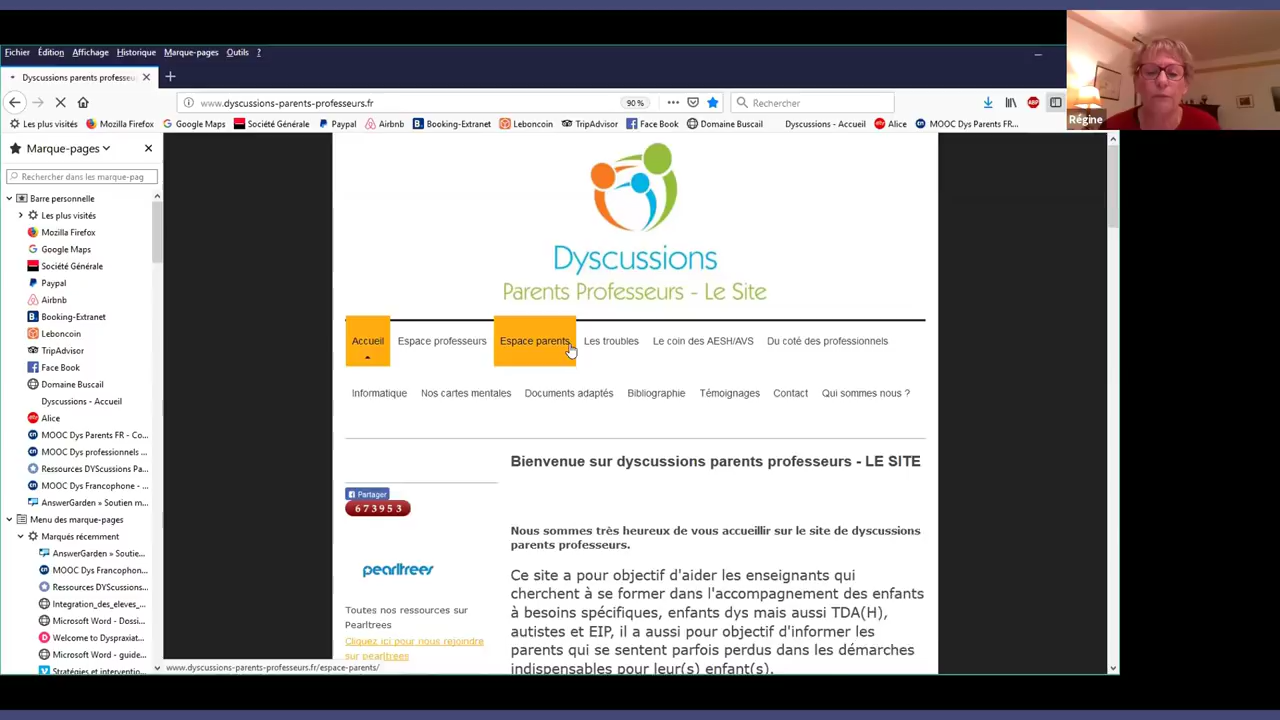 Fichier Édition Affichage Historique Marque-pages Outils ?
Dyscussions parents professeu
www.dyscussions-parents-professeurs.fr 90 % Rechercher
Les plus visités Mozilla Firefox Google Maps Société Générale Paypal Airbnb Booking-Extranet Leboncoin TripAdvisor Face Book Domaine Buscail Dyscussions - Accueil Alice MOOC Dys Parents FR...
Régine
Marque-pages
Rechercher dans les marque-pag
Barre personnelle
Les plus visités
Mozilla Firefox
Google Maps
Société Générale
Paypal
Airbnb
Booking-Extranet
Leboncoin
TripAdvisor
Face Book
Domaine Buscail
Dyscussions - Accueil
Alice
MOOC Dys Parents FR - Co...
MOOC Dys professionnels ...
Ressources DYScussions Pa...
MOOC Dys Francophone - ...
AnswerGarden » Soutien m...
Menu des marque-pages
Marqués récemment
AnswerGarden » Soutie...
MOOC Dys Francophon...
Ressources DYScussions...
Integration_des_eleves_...
Microsoft Word - Dossi...
Welcome to Dyspraxiat...
Microsoft Word - guide...
Stratégies et interventio...
Dyscussions
Parents Professeurs - Le Site
Accueil Espace professeurs Espace parents Les troubles Le coin des AESH/AVS Du coté des professionnels
Informatique Nos cartes mentales Documents adaptés Bibliographie Témoignages Contact Qui sommes nous ?
Bienvenue sur dyscussions parents professeurs - LE SITE
Partager
673953
Nous sommes très heureux de vous accueillir sur le site de dyscussions
parents professeurs.
pearltrees
Ce site a pour objectif d'aider les enseignants qui
cherchent à se former dans l'accompagnement des enfants
à besoins spécifiques, enfants dys mais aussi TDA(H),
autistes et EIP, il a aussi pour objectif d'informer les
parents qui se sentent parfois perdus dans les démarches
indispensables pour leur(s) enfant(s).
Toutes nos ressources sur
Pearltrees
Cliquez ici pour nous rejoindre
sur pearltrees
www.dyscussions-parents-professeurs.fr/espace-parents/